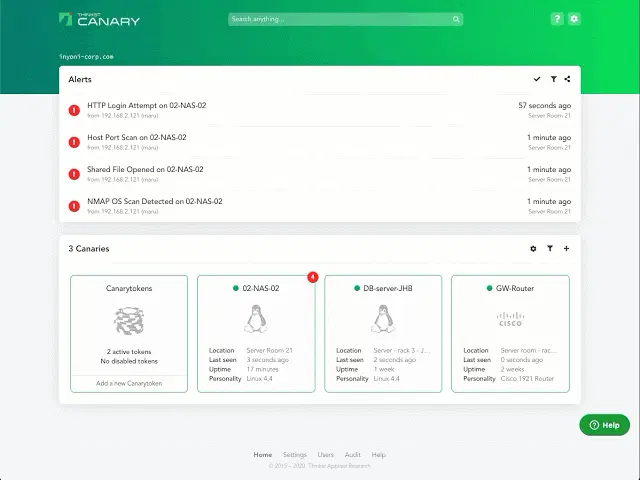 THINKST
CANARY
Search anything...
?
inyoni-corp.com
Alerts
HTTP Login Attempt on 02-NAS-02
57 seconds ago
from 192.168.2.121 (maru)
Server Room 21
Host Port Scan on 02-NAS-02
1 minute ago
from 192.168.2.121 (maru)
Server Room 21
Shared File Opened on 02-NAS-02
1 minute ago
from 192.168.2.121 (maru)
Server Room 21
NMAP OS Scan Detected on 02-NAS-02
1 minute ago
from 192.168.2.121 (maru)
Server Room 21
3 Canaries
Canarytokens
2 active tokens
No disabled tokens
Add a new Canarytoken
4
02-NAS-02
Location Server Room 21
Last seen 3 seconds ago
Uptime 17 minutes
Personality Linux 4.4
DB-server-JHB
Location Server - rack 3 - J...
Last seen 2 seconds ago
Uptime 1 week
Personality Linux 4.4
GW-Router
CISCO
Location Server room - rac...
Last seen 0 seconds ago
Uptime 2 weeks
Personality Cisco 1921 Router
? Help
Home Settings Users Audit Help
© 2015 - 2020 Thinkst Applied Research